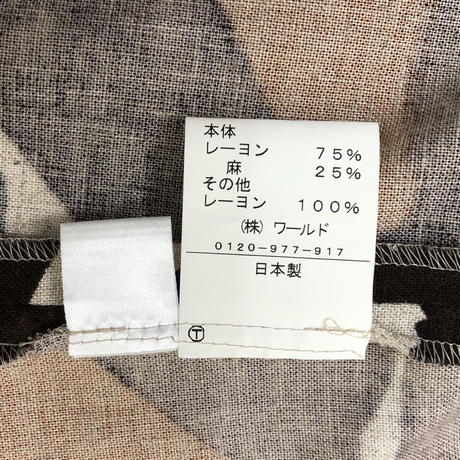 本体
レーヨン 75%
麻 25%
その他
レーヨン 100%
(株) ワールド
0120-977-917
日本製
Ⓣ